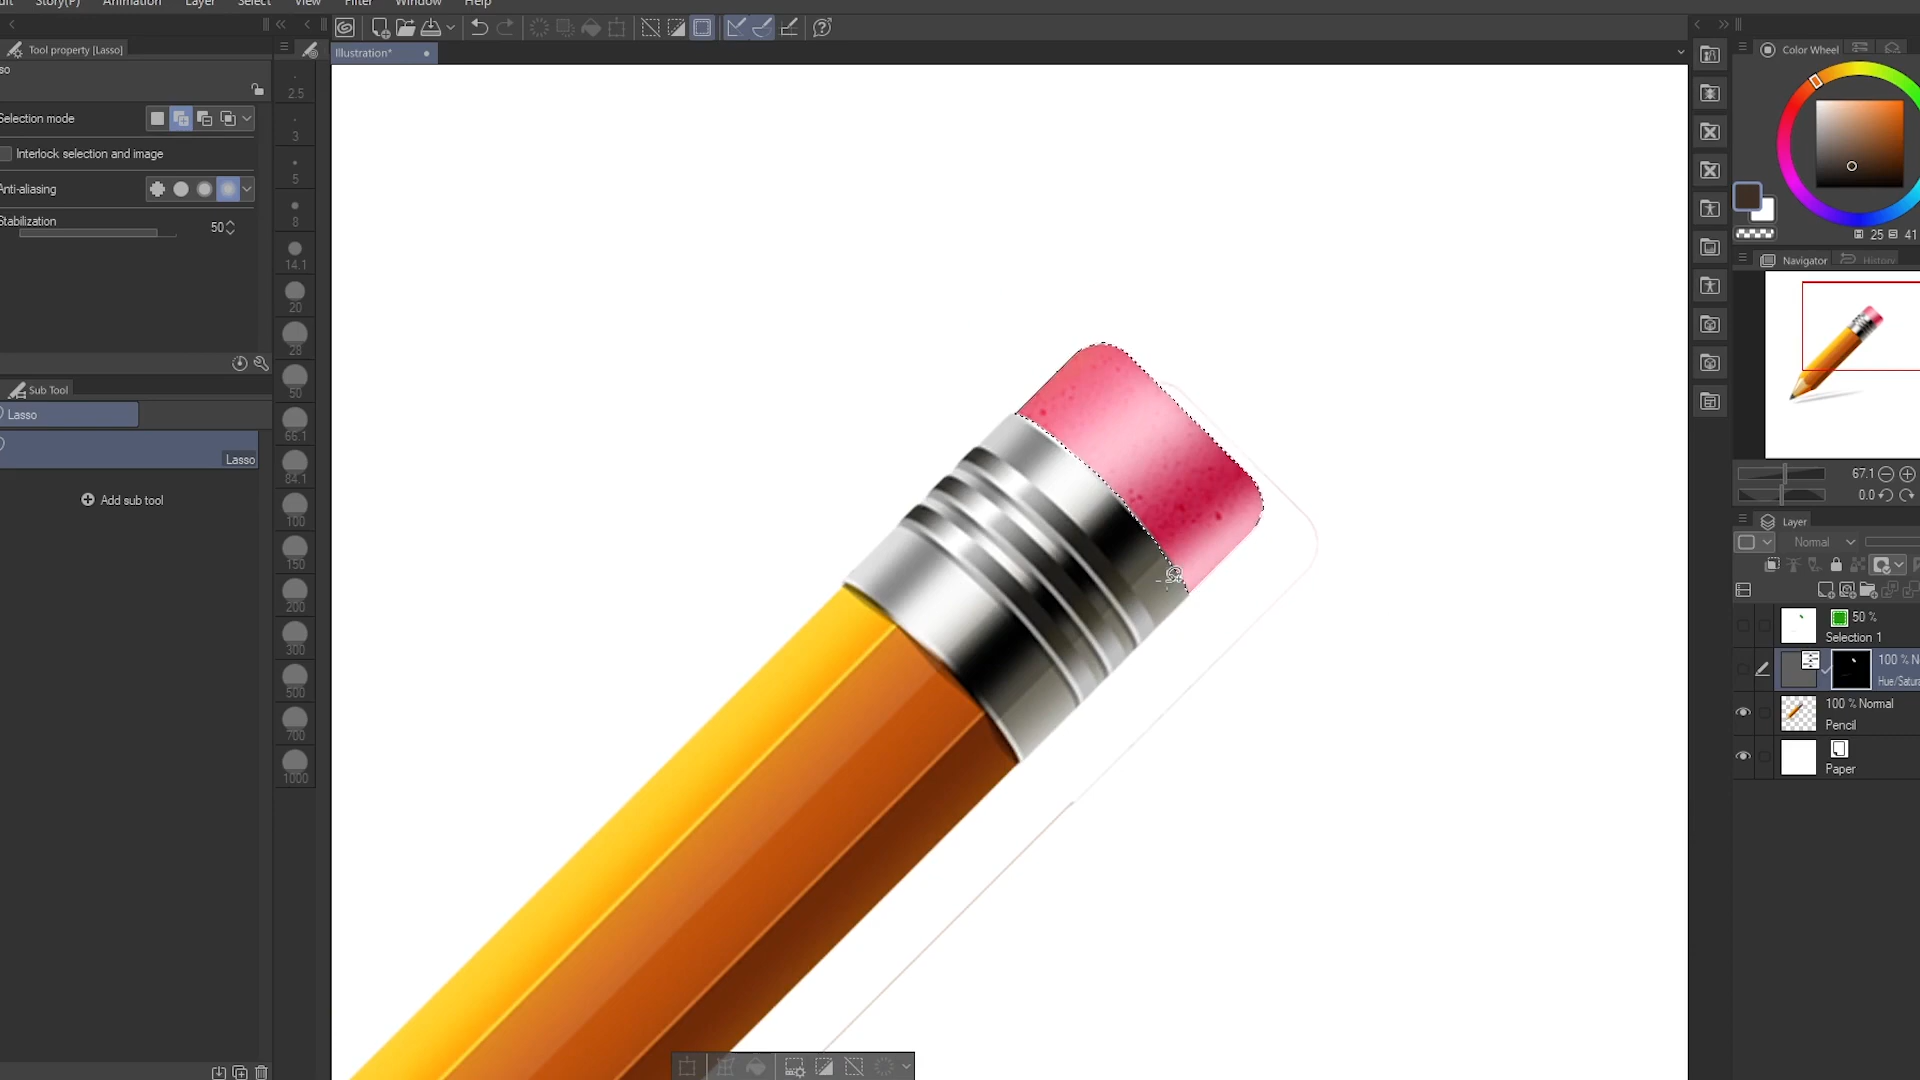 Story(P)
Animation
Layer
Select
View
Filter
Window
Help
Tool property [Lasso]
Selection mode
Interlock selection and image
Anti-aliasing
Stabilization
50
Sub Tool
Lasso
Lasso
Add sub tool
2.5
3
5
8
14.1
20
28
50
66.1
84.1
100
150
200
300
500
700
1000
Illustration*
Color Wheel
25
41
Navigator
History
67.1
0.0
Layer
Normal
50 %
Selection 1
100 % N
Hue/Satura
100 % Normal
Pencil
Paper